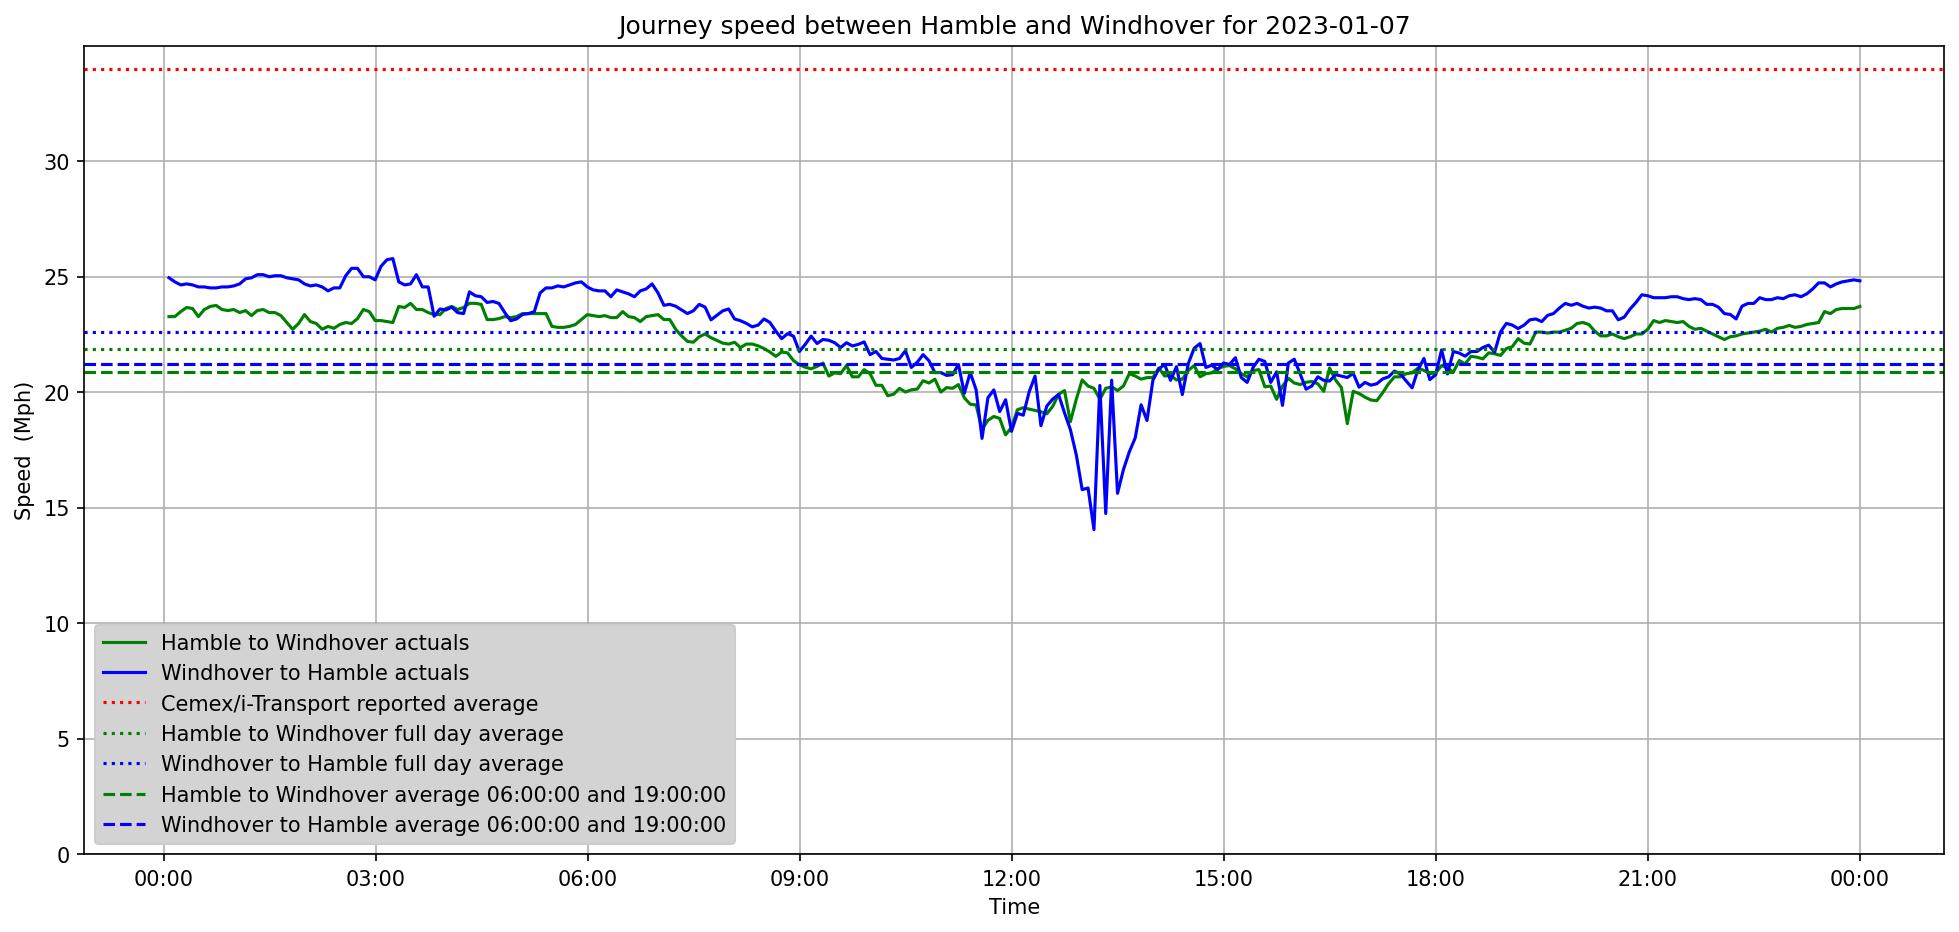 Journey speed between Hamble and Windhover for 2023-01-07
Speed (Mph)
30
25
20
15
10
5
0
Hamble to Windhover actuals
Windhover to Hamble actuals
Cemex/i-Transport reported average
Hamble to Windhover full day average
Windhover to Hamble full day average
Hamble to Windhover average 06:00:00 and 19:00:00
Windhover to Hamble average 06:00:00 and 19:00:00
00:00 03:00 06:00 09:00 12:00 15:00 18:00 21:00 00:00
Time